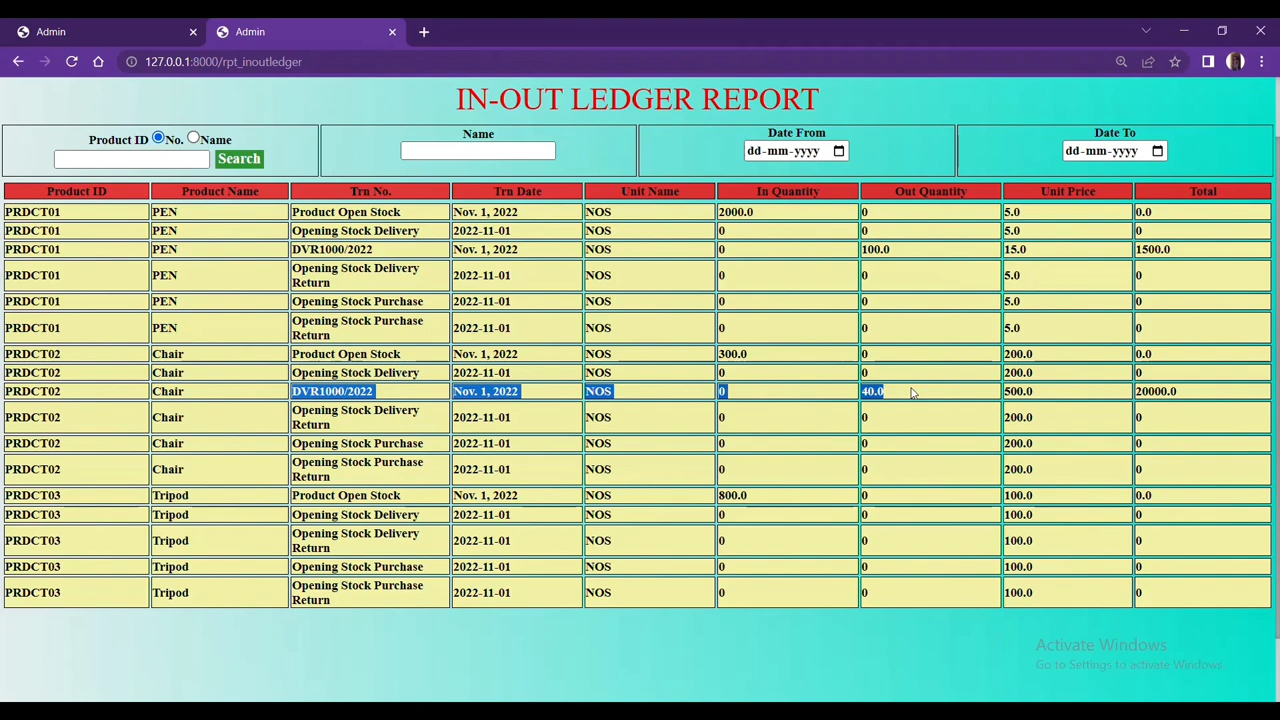 Admin
Admin
127.0.0.1:8000/rpt_inoutledger
IN-OUT LEDGER REPORT
Product ID No. Name
Search
Name
Date From
dd-mm-yyyy
Date To
dd-mm-yyyy
Product ID Product Name Trn No. Trn Date Unit Name In Quantity Out Quantity Unit Price Total
PRDCT01 PEN Product Open Stock Nov. 1, 2022 NOS 2000.0 0 5.0 0.0
PRDCT01 PEN Opening Stock Delivery 2022-11-01 NOS 0 0 5.0 0
PRDCT01 PEN DVR1000/2022 Nov. 1, 2022 NOS 0 100.0 15.0 1500.0
PRDCT01 PEN Opening Stock Delivery Return 2022-11-01 NOS 0 0 5.0 0
PRDCT01 PEN Opening Stock Purchase 2022-11-01 NOS 0 0 5.0 0
PRDCT01 PEN Opening Stock Purchase Return 2022-11-01 NOS 0 0 5.0 0
PRDCT02 Chair Product Open Stock Nov. 1, 2022 NOS 300.0 0 200.0 0.0
PRDCT02 Chair Opening Stock Delivery 2022-11-01 NOS 0 0 200.0 0
PRDCT02 Chair DVR1000/2022 Nov. 1, 2022 NOS 0 40.0 500.0 20000.0
PRDCT02 Chair Opening Stock Delivery Return 2022-11-01 NOS 0 0 200.0 0
PRDCT02 Chair Opening Stock Purchase 2022-11-01 NOS 0 0 200.0 0
PRDCT02 Chair Opening Stock Purchase Return 2022-11-01 NOS 0 0 200.0 0
PRDCT03 Tripod Product Open Stock Nov. 1, 2022 NOS 800.0 0 100.0 0.0
PRDCT03 Tripod Opening Stock Delivery 2022-11-01 NOS 0 0 100.0 0
PRDCT03 Tripod Opening Stock Delivery Return 2022-11-01 NOS 0 0 100.0 0
PRDCT03 Tripod Opening Stock Purchase 2022-11-01 NOS 0 0 100.0 0
PRDCT03 Tripod Opening Stock Purchase Return 2022-11-01 NOS 0 0 100.0 0
Activate Windows
Go to Settings to activate Windows.